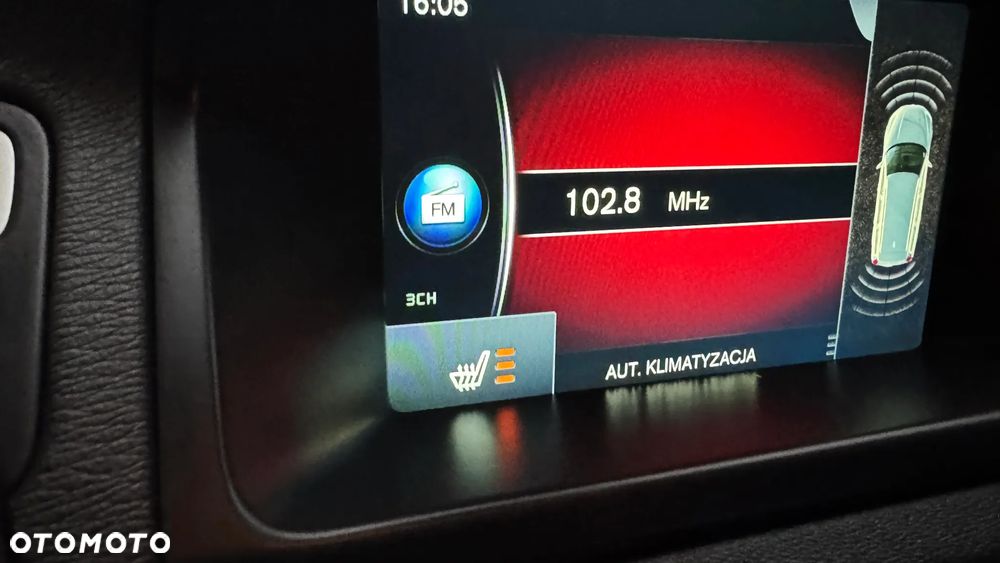 16:05
FM
102.8 MHz
3CH
AUT. KLIMATYZACJA
OTOMOTO